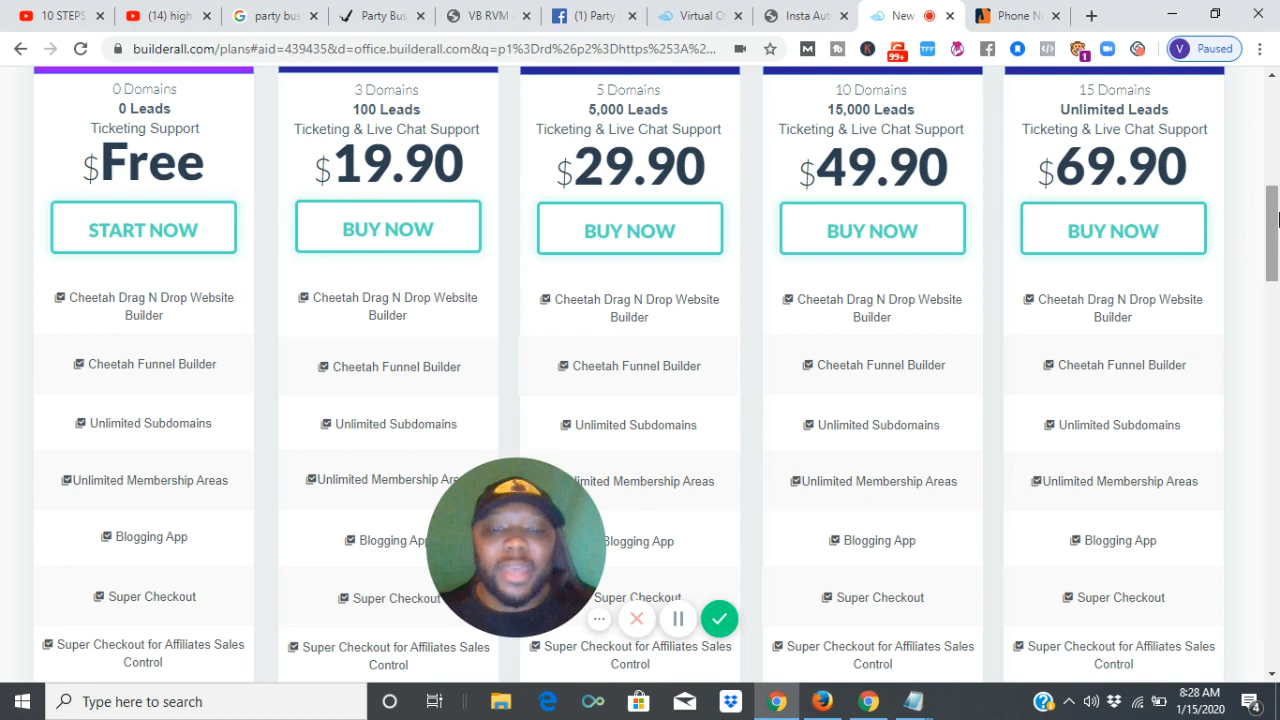 10 STEPS
(14) high
party bus
Party Bus
VB RVM
(1) Party
Virtual O
Insta Aut
New
Phone Nu
builderall.com/plans#aid=439435&d=office.builderall.com&q=p1%3Drd%26p2%3Dhttps%253A%...
99+
1
V Paused
0 Domains
0 Leads
Ticketing Support
$Free
START NOW
Cheetah Drag N Drop Website
Builder
Cheetah Funnel Builder
Unlimited Subdomains
Unlimited Membership Areas
Blogging App
Super Checkout
Super Checkout for Affiliates Sales
Control
3 Domains
100 Leads
Ticketing & Live Chat Support
$19.90
BUY NOW
Cheetah Drag N Drop Website
Builder
Cheetah Funnel Builder
Unlimited Subdomains
Unlimited Membership Area
Blogging App
Super Checkout
Super Checkout for Affiliates Sales
Control
5 Domains
5,000 Leads
Ticketing & Live Chat Support
$29.90
BUY NOW
Cheetah Drag N Drop Website
Builder
Cheetah Funnel Builder
Unlimited Subdomains
limited Membership Areas
Blogging App
Super Checkout
Super Checkout for Affiliates Sales
Control
10 Domains
15,000 Leads
Ticketing & Live Chat Support
$49.90
BUY NOW
Cheetah Drag N Drop Website
Builder
Cheetah Funnel Builder
Unlimited Subdomains
Unlimited Membership Areas
Blogging App
Super Checkout
Super Checkout for Affiliates Sales
Control
15 Domains
Unlimited Leads
Ticketing & Live Chat Support
$69.90
BUY NOW
Cheetah Drag N Drop Website
Builder
Cheetah Funnel Builder
Unlimited Subdomains
Unlimited Membership Areas
Blogging App
Super Checkout
Super Checkout for Affiliates Sales
Control
Type here to search
8:28 AM
1/15/2020
4